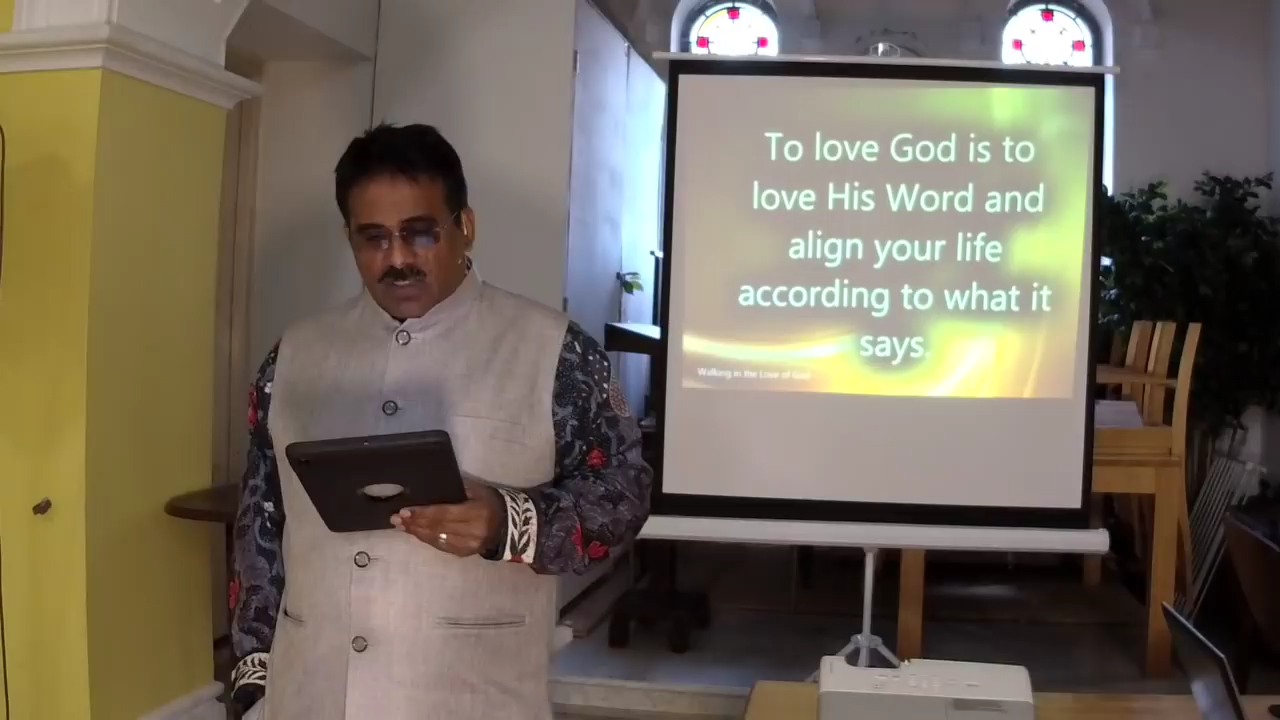 To love God is to
love His Word and
align your life
according to what it
says.
Walking in the Love of God